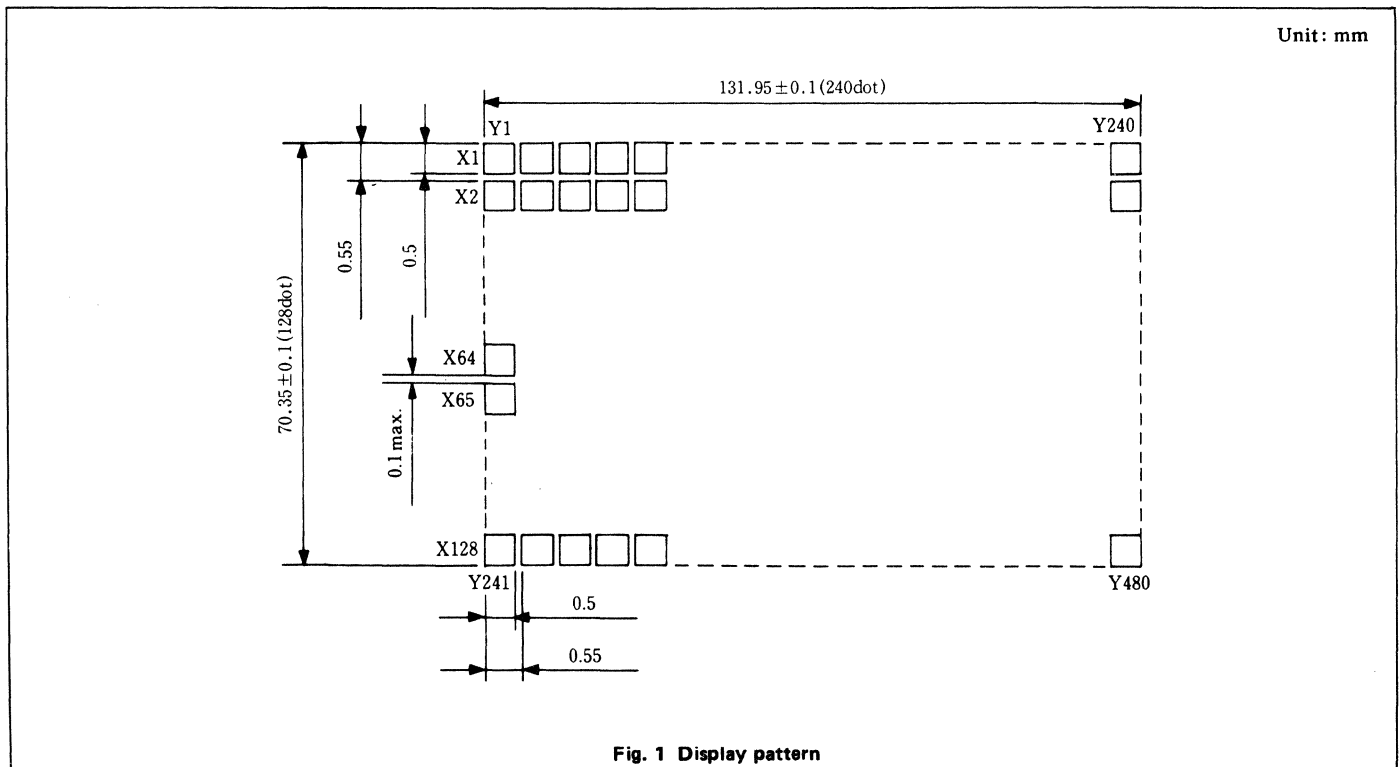 Unit: mm
131.95±0.1(240dot)
Y1
Y240
X1
X2
0.55
0.5
70.35±0.1(128dot)
X64
X65
0.1 max.
X128
Y241
Y480
0.5
0.55
Fig. 1 Display pattern